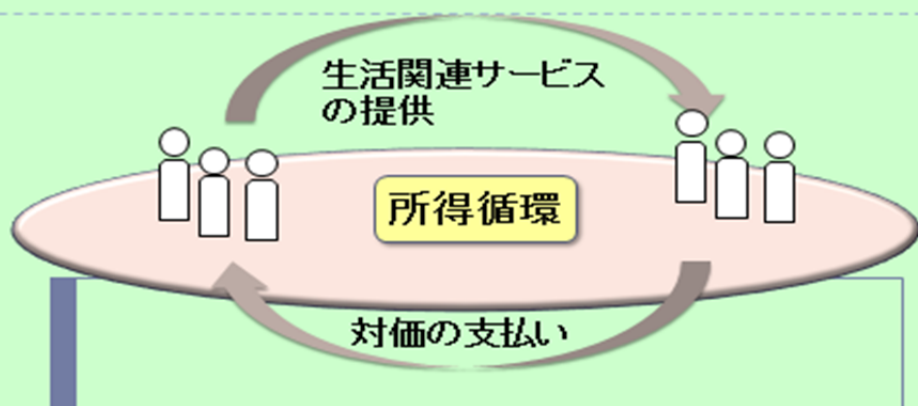 生活関連サービス
の提供
所得循環
対価の支払い